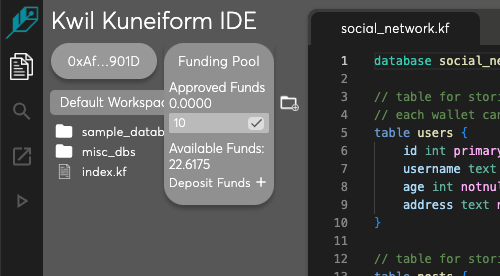 Kwil Kuneiform IDE
0xAf...901D
Default Workspac
sample_datab
misc_dbs
index.kf
Funding Pool
Approved Funds
0.0000
10
Available Funds:
22.6175
Deposit Funds +
social_network.kf
1 database social_ne
2
3 // table for stori
4 // each wallet can
5 table users {
6 id int primary
7 username text
8 age int notnul
9 address text n
10 }
11
12 // table for stor
13 table posts {